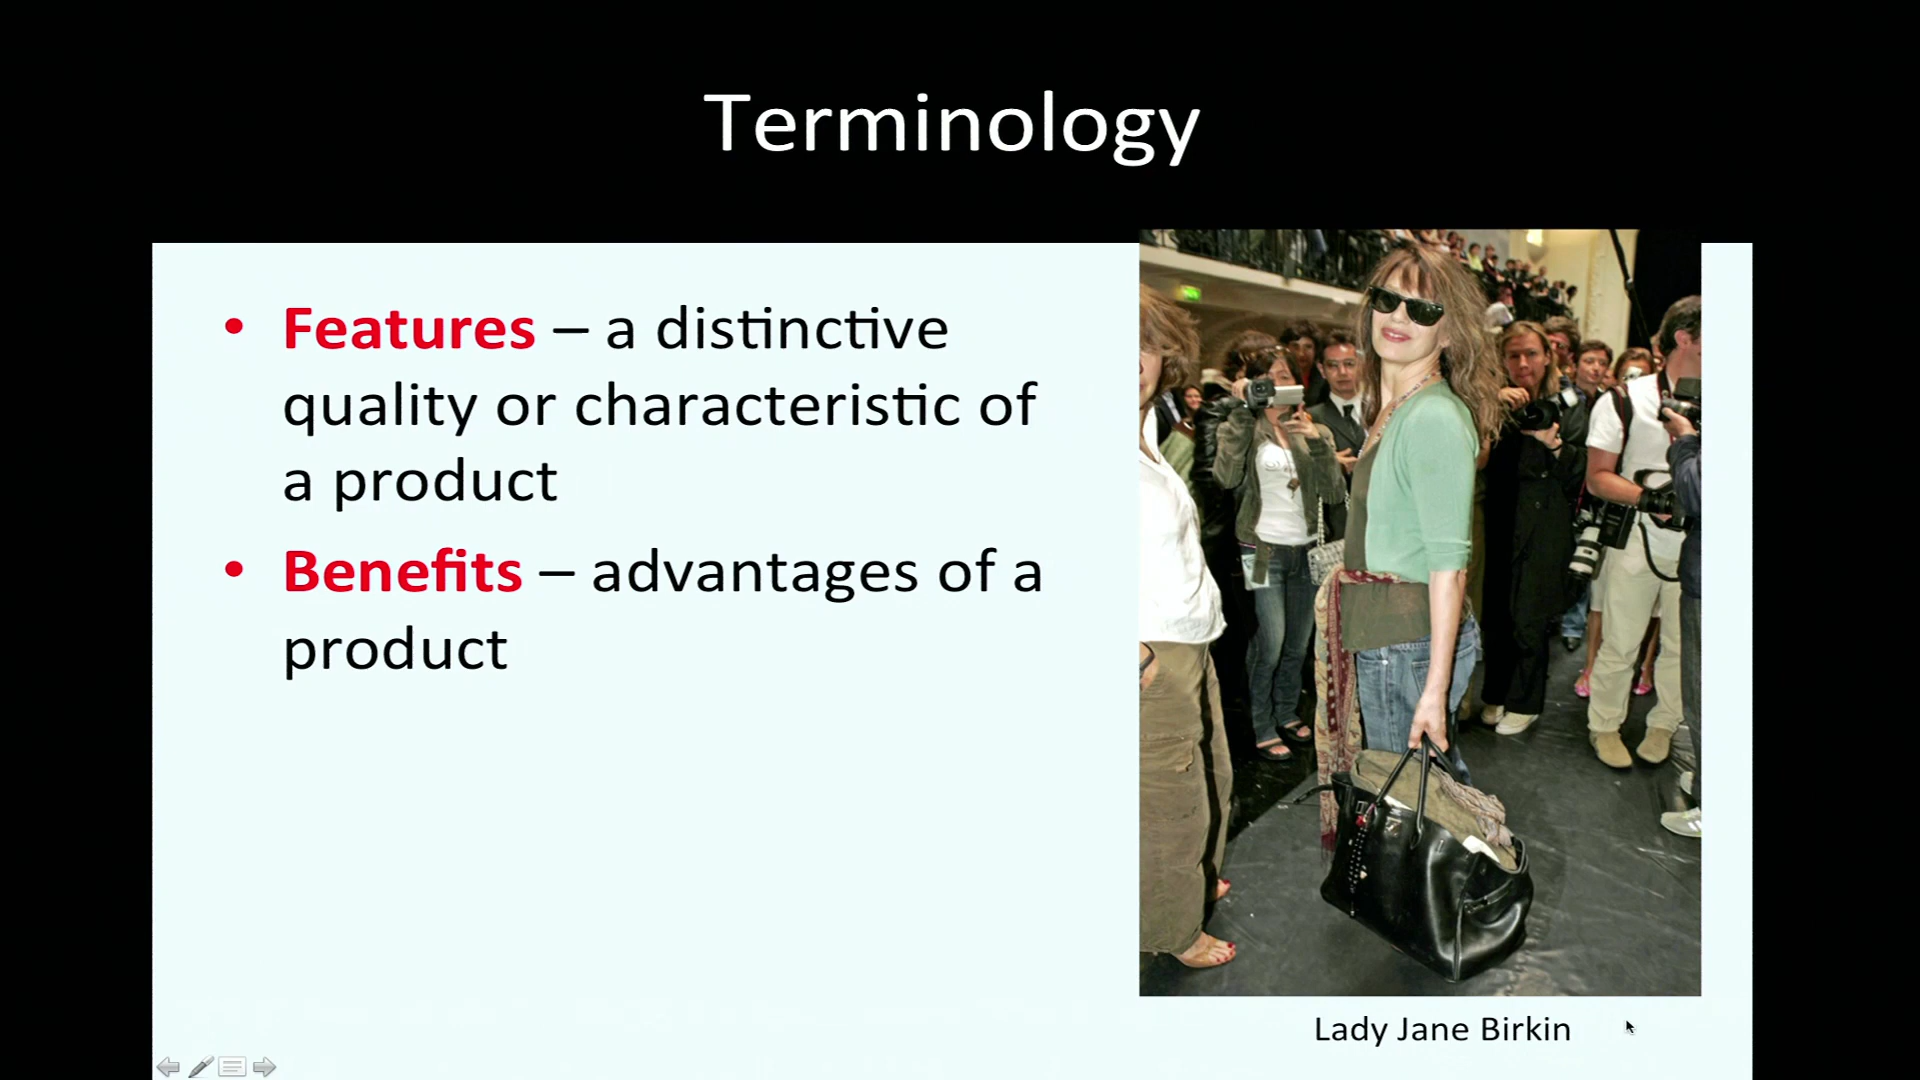 Terminology
• Features – a distinctive
quality or characteristic of
a product
• Benefits – advantages of a
product
Lady Jane Birkin